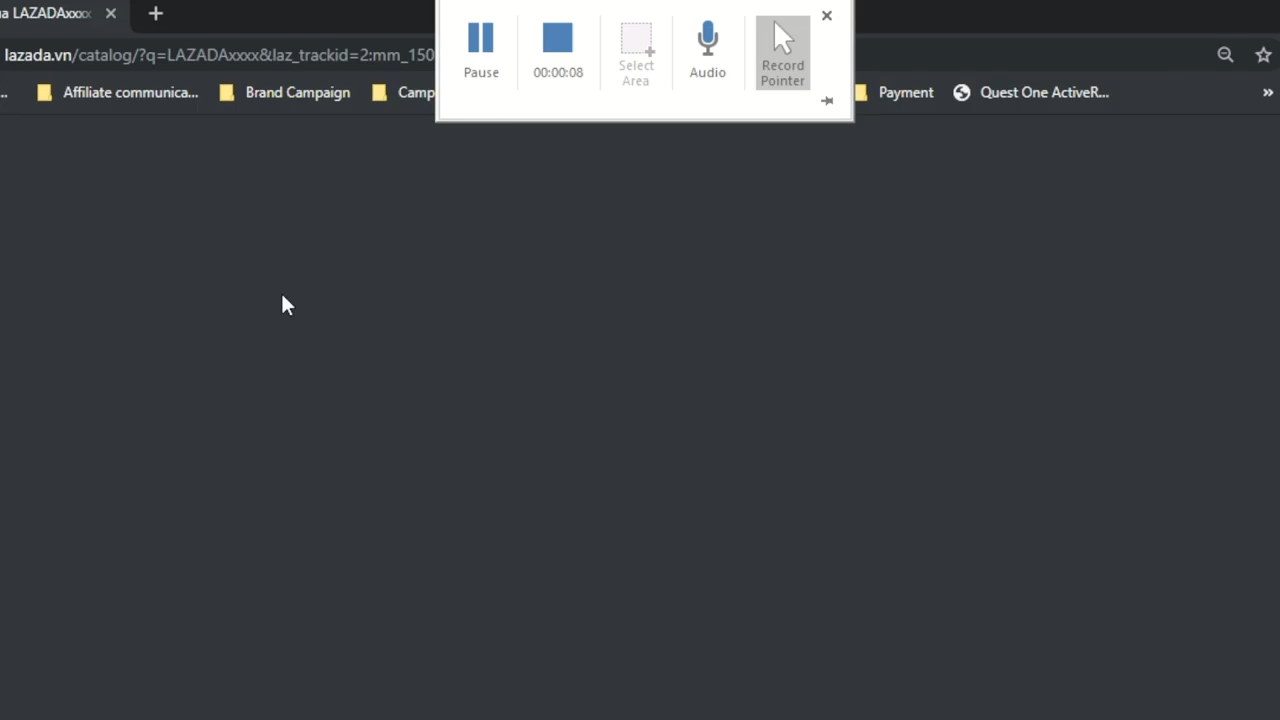 ua LAZADAxxxx
lazada.vn/catalog/?q=LAZADAxxxx&laz_trackid=2:mm_150
... Affiliate communica... Brand Campaign Camp Payment Quest One ActiveR... »
Pause
00:00:08
Select
Area
Audio
Record
Pointer